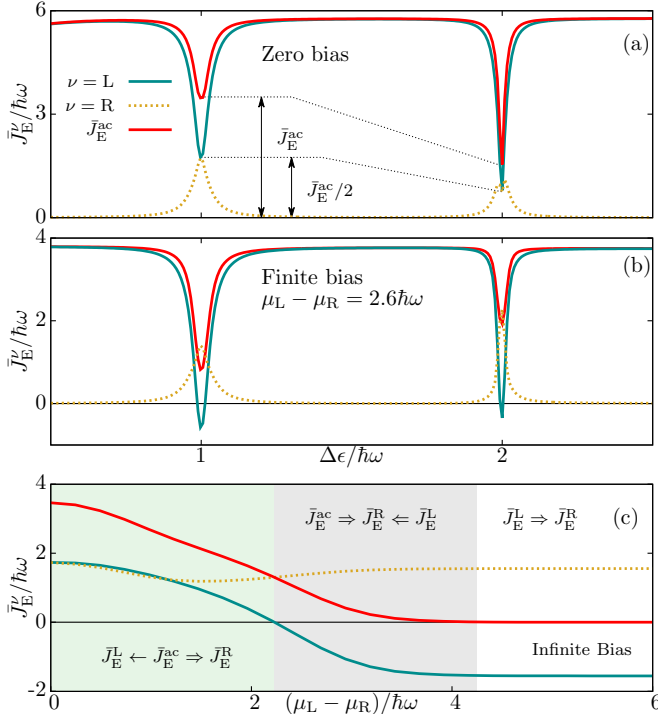 6
3
0
J̄_E^ν/ħω
Zero bias
(a)
ν = L
ν = R
J̄_E^ac
J̄_E^ac
J̄_E^ac/2
4
2
0
J̄_E^ν/ħω
(b)
Finite bias
μ_L − μ_R = 2.6ħω
1
Δϵ/ħω
2
4
2
0
−2
J̄_E^ν/ħω
J̄_E^ac ⇒ J̄_E^R ⇐ J̄_E^L
J̄_E^L ⇒ J̄_E^R
(c)
J̄_E^L ← J̄_E^ac ⇒ J̄_E^R
Infinite Bias
0
2
(μ_L − μ_R)/ħω
4
6